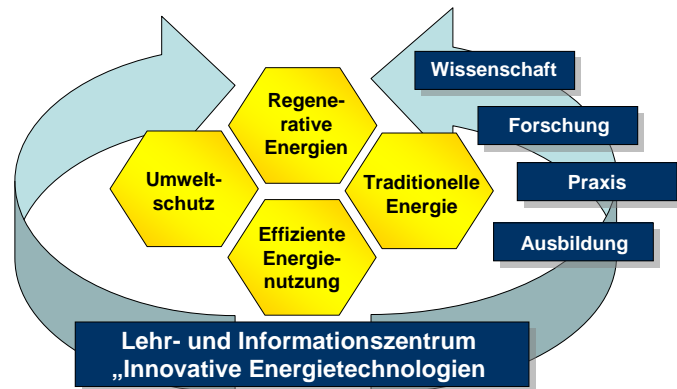 Wissenschaft
Regene-
rative
Energien
Forschung
Umwelt-
schutz
Traditionelle
Energie
Praxis
Effiziente
Energie-
nutzung
Ausbildung
Lehr- und Informationszentrum
„Innovative Energietechnologien